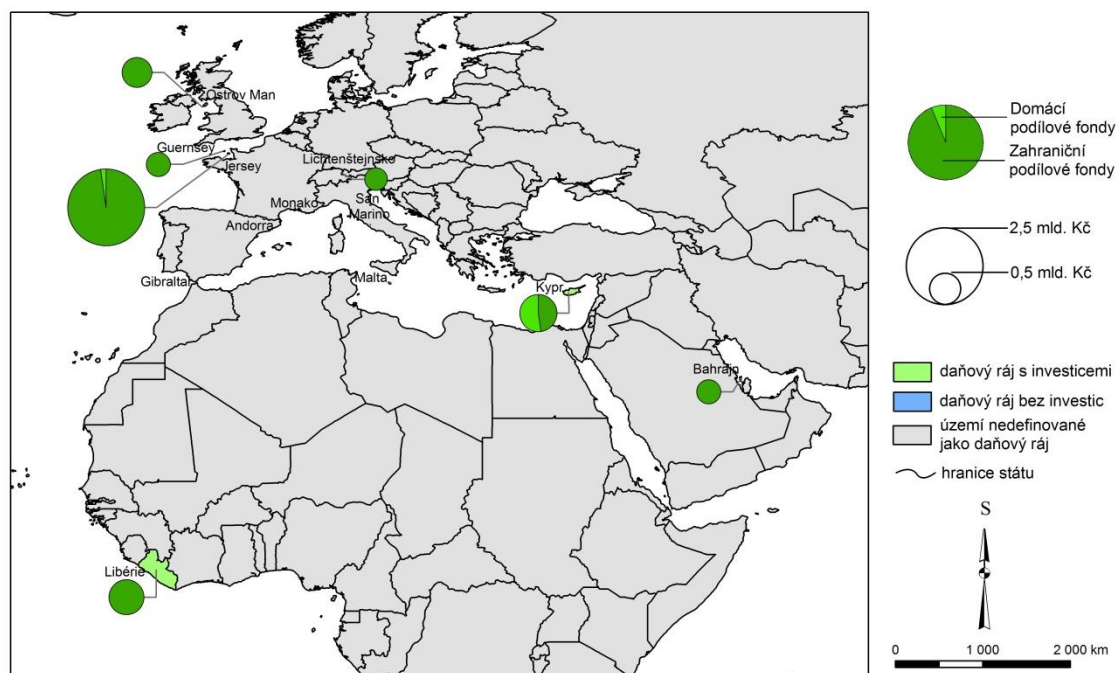 Ostrov Man
Guernsey
Jersey
Lichtenštejnsko
Monako
San
Marino
Andorra
Gibraltar
Malta
Kypr
Bahrajn
Libérie
Domácí
podílové fondy
Zahraniční
podílové fondy
2,5 mld. Kč
0,5 mld. Kč
daňový ráj s investicemi
daňový ráj bez investic
území nedefinované
jako daňový ráj
hranice státu
S
0 1 000 2 000 km